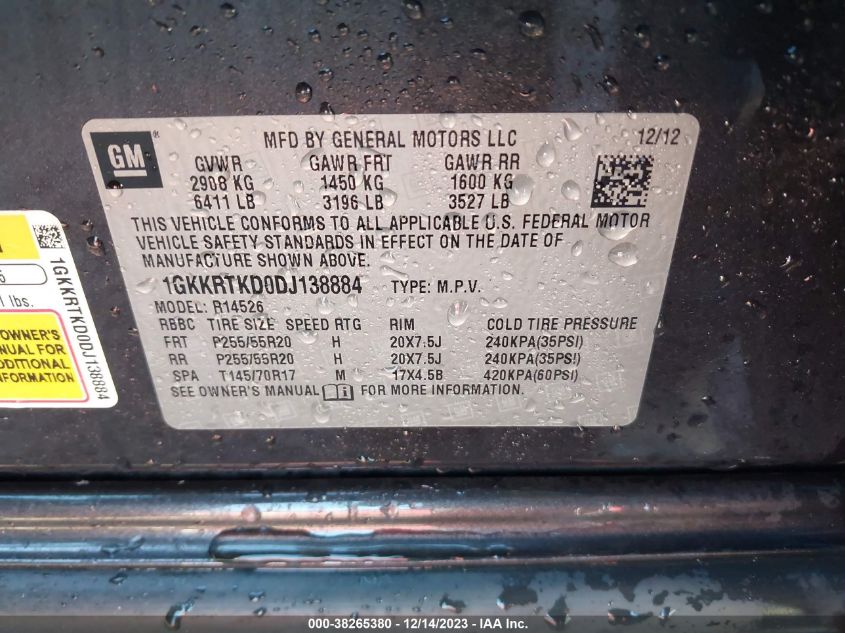 GM ®
MFD BY GENERAL MOTORS LLC 12/12
GVWR GAWR FRT GAWR RR
2908 KG 1450 KG 1600 KG
6411 LB 3196 LB 3527 LB
THIS VEHICLE CONFORMS TO ALL APPLICABLE U.S. FEDERAL MOTOR
VEHICLE SAFETY STANDARDS IN EFFECT ON THE DATE OF
MANUFACTURE SHOWN ABOVE.
1GKKRTKD0DJ138884 TYPE: M.P.V.
MODEL: R14526
RBBC TIRE SIZE SPEED RTG RIM COLD TIRE PRESSURE
FRT P255/55R20 H 20X7.5J 240KPA(35PSI)
RR P255/55R20 H 20X7.5J 240KPA(35PSI)
SPA T145/70R17 M 17X4.5B 420KPA(60PSI)
SEE OWNER'S MANUAL FOR MORE INFORMATION.
lbs.
OWNER'S
MANUAL FOR
ADDITIONAL
INFORMATION
1GKKRTKD0DJ138884
000-38265380 - 12/14/2023 - IAA Inc.